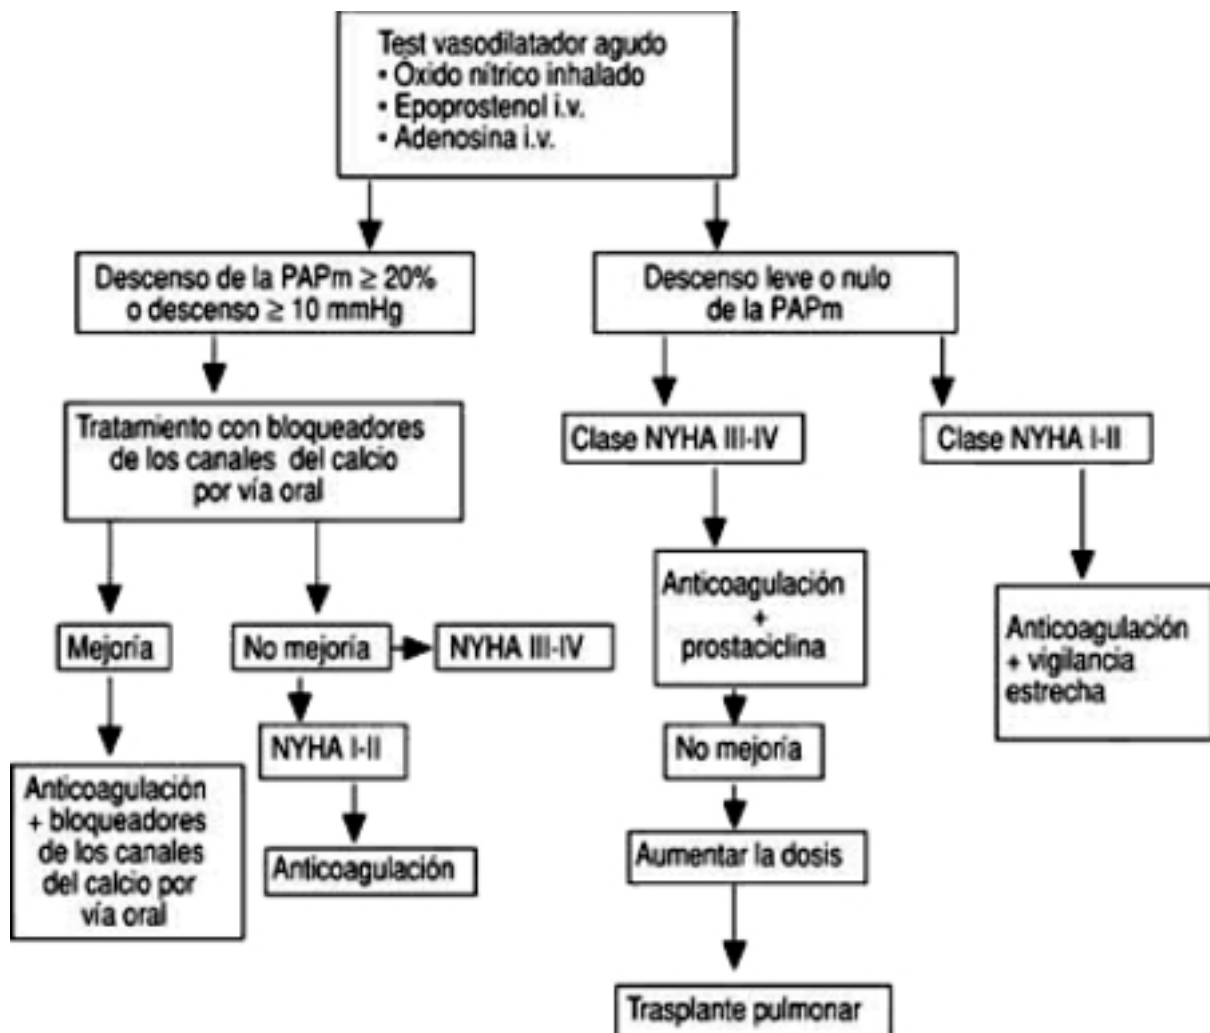 Test vasodilatador agudo
• Óxido nítrico inhalado
• Epoprostenol i.v.
• Adenosina i.v.
Descenso de la PAPm ≥ 20%
o descenso ≥ 10 mmHg
Descenso leve o nulo
de la PAPm
Tratamiento con bloqueadores
de los canales del calcio
por vía oral
Clase NYHA III-IV
Clase NYHA I-II
Mejoría
No mejoría
NYHA III-IV
Anticoagulación
+
prostaciclina
Anticoagulación
+ vigilancia
estrecha
NYHA I-II
No mejoría
Anticoagulación
+ bloqueadores
de los canales
del calcio por
vía oral
Anticoagulación
Aumentar la dosis
Trasplante pulmonar